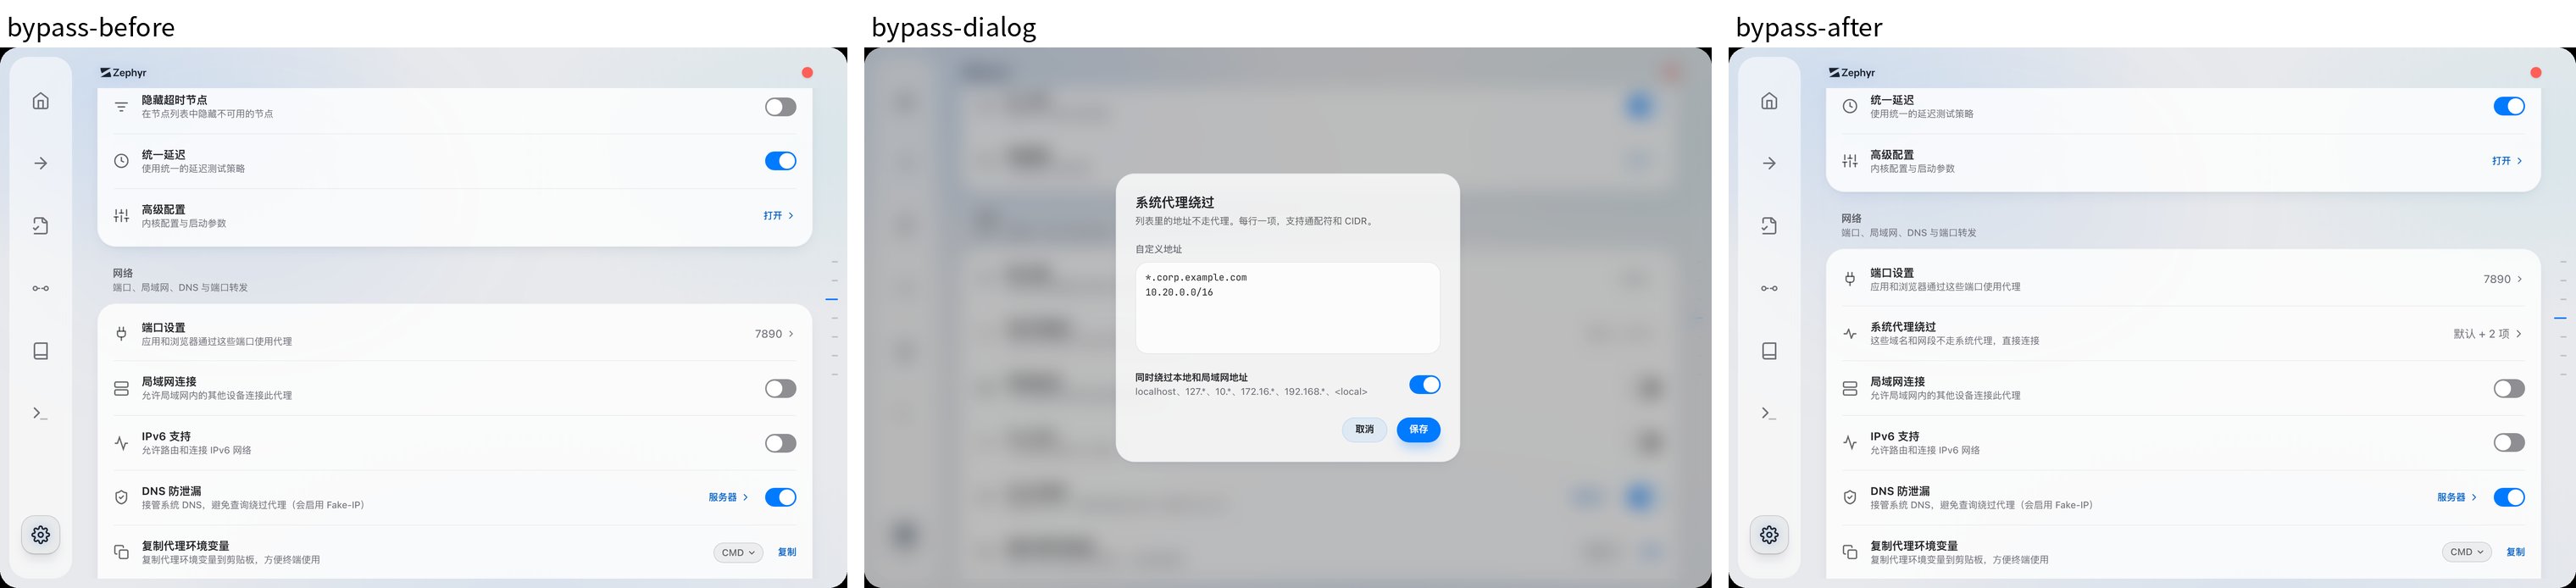 bypass-before
Zephyr
隐藏超时节点
在节点列表中隐藏不可用的节点
统一延迟
使用统一的延迟测试策略
高级配置
内核配置与启动参数
打开
网络
端口、局域网、DNS 与端口转发
端口设置
应用和浏览器通过这些端口使用代理
7890
局域网连接
允许局域网内的其他设备连接此代理
IPv6 支持
允许路由和连接 IPv6 网络
DNS 防泄漏
接管系统 DNS，避免查询绕过代理（会启用 Fake-IP）
服务器
复制代理环境变量
复制代理环境变量到剪贴板，方便终端使用
CMD
复制
bypass-dialog
系统代理绕过
列表里的地址不走代理。每行一项，支持通配符和 CIDR。
自定义地址
*.corp.example.com
10.20.0.0/16
同时绕过本地和局域网地址
localhost、127.*、10.*、172.16.*、192.168.*、<local>
取消
保存
bypass-after
Zephyr
统一延迟
使用统一的延迟测试策略
高级配置
内核配置与启动参数
打开
网络
端口、局域网、DNS 与端口转发
端口设置
应用和浏览器通过这些端口使用代理
7890
系统代理绕过
这些域名和网段不走系统代理，直接连接
默认 + 2 项
局域网连接
允许局域网内的其他设备连接此代理
IPv6 支持
允许路由和连接 IPv6 网络
DNS 防泄漏
接管系统 DNS，避免查询绕过代理（会启用 Fake-IP）
服务器
复制代理环境变量
复制代理环境变量到剪贴板，方便终端使用
CMD
复制